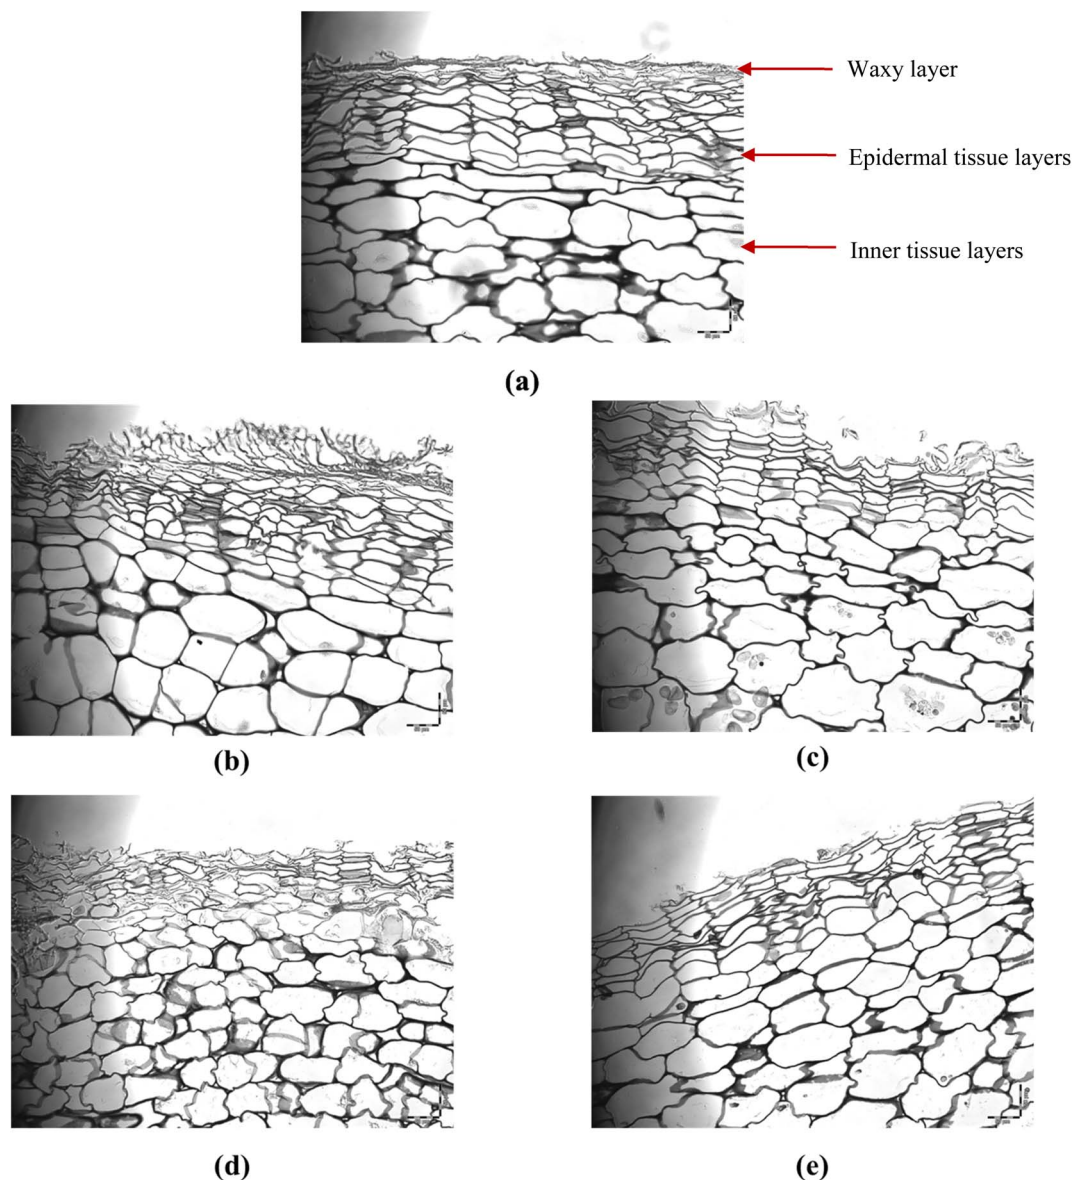 Waxy layer
Epidermal tissue layers
Inner tissue layers
(a)
(b)
(c)
(d)
(e)